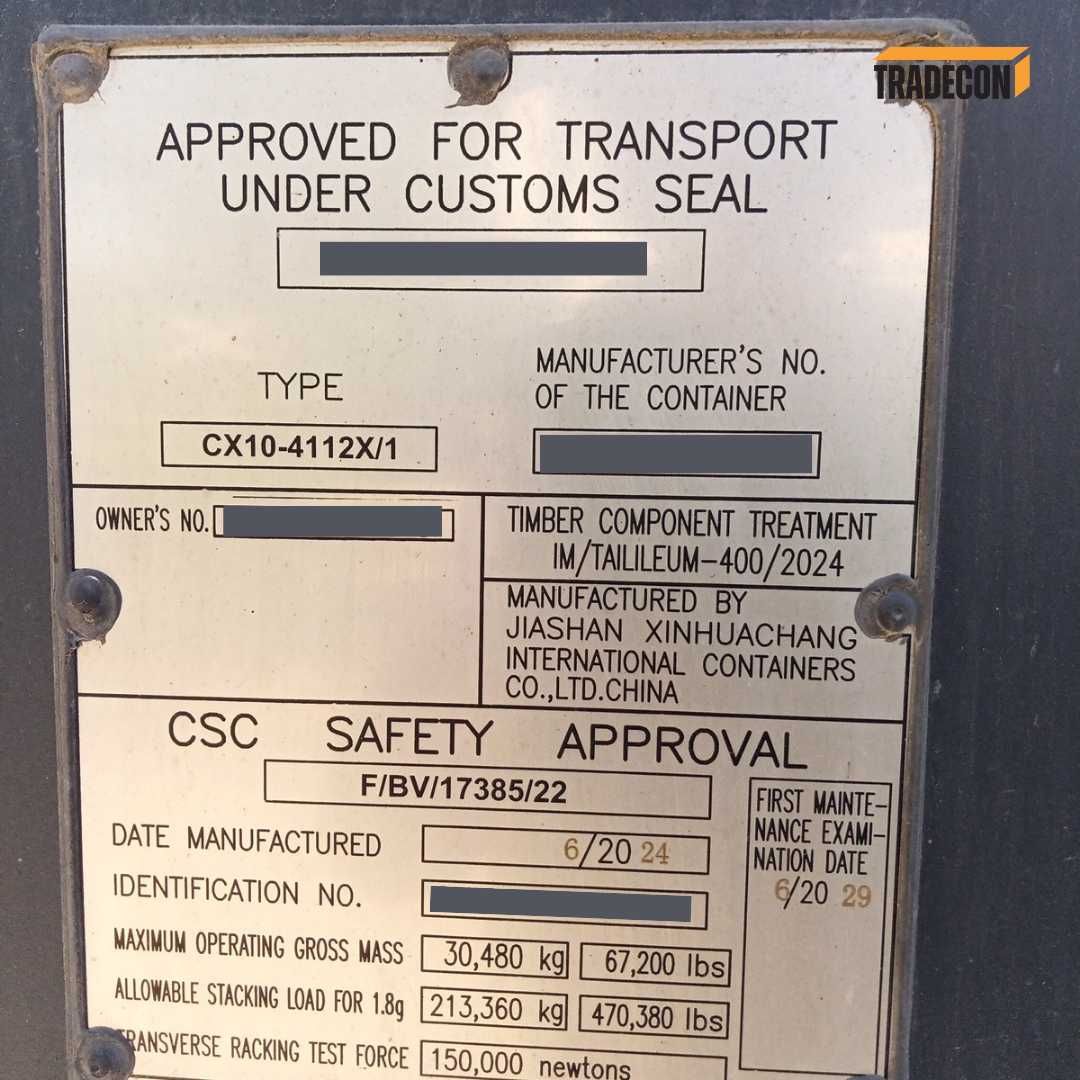 TRADECON
APPROVED FOR TRANSPORT
UNDER CUSTOMS SEAL
TYPE
MANUFACTURER'S NO.
OF THE CONTAINER
CX10-4112X/1
OWNER'S NO.
TIMBER COMPONENT TREATMENT
IM/TAILILEUM-400/2024
MANUFACTURED BY
JIASHAN XINHUACHANG
INTERNATIONAL CONTAINERS
CO.,LTD.CHINA
CSC SAFETY APPROVAL
F/BV/17385/22
FIRST MAINTE-
NANCE EXAMI-
NATION DATE
6/20 29
DATE MANUFACTURED 6/20 24
IDENTIFICATION NO.
MAXIMUM OPERATING GROSS MASS 30,480 kg 67,200 lbs
ALLOWABLE STACKING LOAD FOR 1.8g 213,360 kg 470,380 lbs
TRANSVERSE RACKING TEST FORCE 150,000 newtons